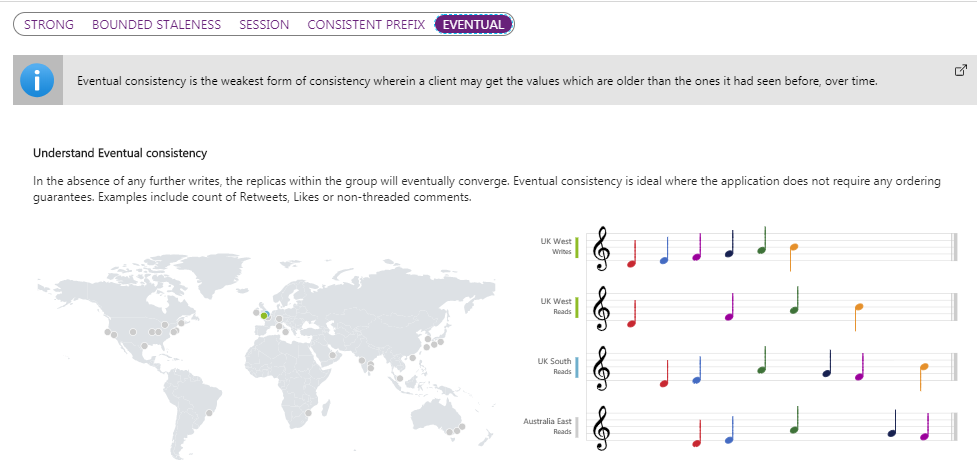 STRONG BOUNDED STALENESS SESSION CONSISTENT PREFIX EVENTUAL
Eventual consistency is the weakest form of consistency wherein a client may get the values which are older than the ones it had seen before, over time.
Understand Eventual consistency
In the absence of any further writes, the replicas within the group will eventually converge. Eventual consistency is ideal where the application does not require any ordering
guarantees. Examples include count of Retweets, Likes or non-threaded comments.
UK West
Writes
UK West
Reads
UK South
Reads
Australia East
Reads